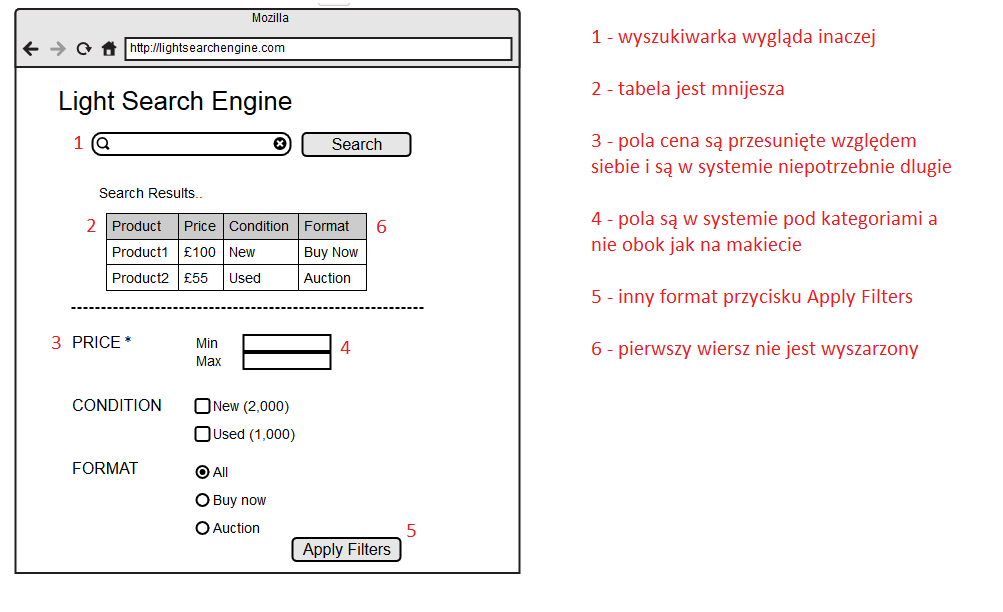 Mozilla
http://lightsearchengine.com
Light Search Engine
1 Search
Search Results..
2 Product Price Condition Format 6
Product1 £100 New Buy Now
Product2 £55 Used Auction
3 PRICE * Min 4
Max
CONDITION New (2,000)
Used (1,000)
FORMAT All
Buy now
Auction
5
Apply Filters
1 - wyszukiwarka wygląda inaczej
2 - tabela jest mnijesza
3 - pola cena są przesunięte względem
siebie i są w systemie niepotrzebnie dlugie
4 - pola są w systemie pod kategoriami a
nie obok jak na makiecie
5 - inny format przycisku Apply Filters
6 - pierwszy wiersz nie jest wyszarzony